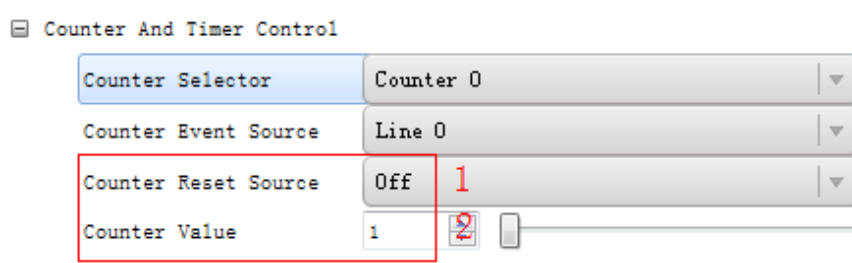 Counter And Timer Control
Counter Selector Counter 0
Counter Event Source Line 0
Counter Reset Source Off 1
Counter Value 1 2